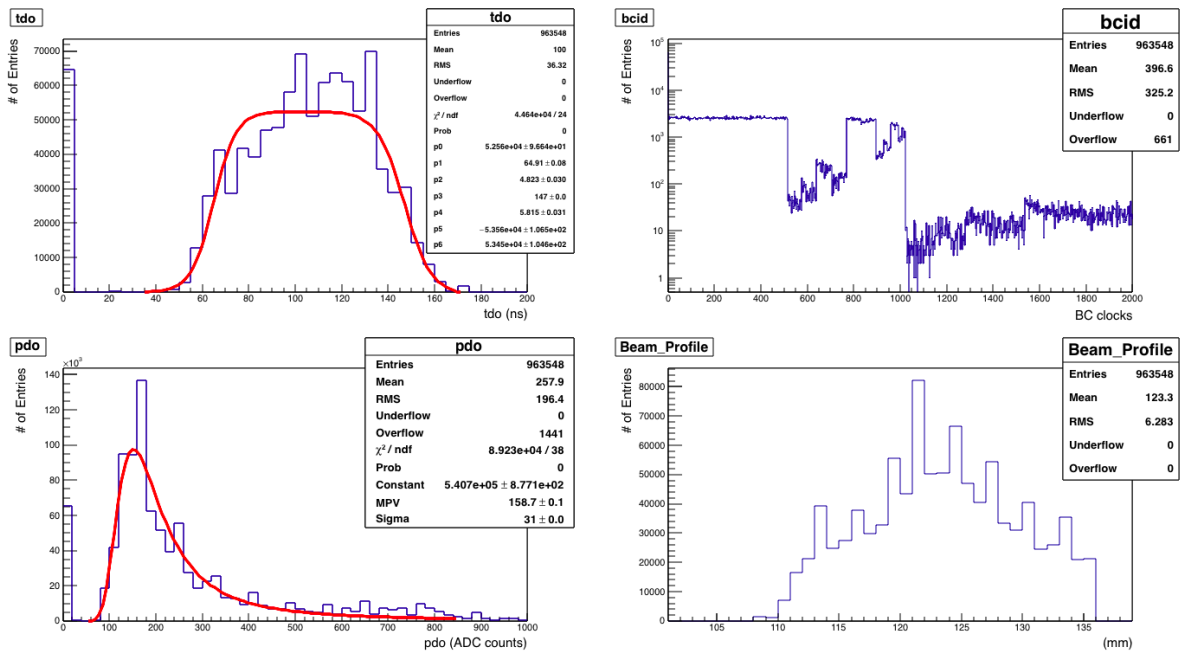 tdo
tdo
Entries 963548
Mean 100
RMS 36.32
Underflow 0
Overflow 0
χ² / ndf 4.464e+04 / 24
Prob 0
p0 5.256e+04 ± 9.664e+01
p1 64.91 ± 0.08
p2 4.823 ± 0.030
p3 147 ± 0.0
p4 5.815 ± 0.031
p5 −5.356e+04 ± 1.065e+02
p6 5.345e+04 ± 1.046e+02
# of Entries
70000
60000
50000
40000
30000
20000
10000
0
0 20 40 60 80 100 120 140 160 180 200
tdo (ns)
bcid
bcid
Entries 963548
Mean 396.6
RMS 325.2
Underflow 0
Overflow 661
# of Entries
10⁵
10⁴
10³
10²
10
1
0 200 400 600 800 1000 1200 1400 1600 1800 2000
BC clocks
pdo
pdo
Entries 963548
Mean 257.9
RMS 196.4
Underflow 0
Overflow 1441
χ² / ndf 8.923e+04 / 38
Prob 0
Constant 5.407e+05 ± 8.771e+02
MPV 158.7 ± 0.1
Sigma 31 ± 0.0
# of Entries
×10³
140
120
100
80
60
40
20
0
0 100 200 300 400 500 600 700 800 900 1000
pdo (ADC counts)
Beam_Profile
Beam_Profile
Entries 963548
Mean 123.3
RMS 6.283
Underflow 0
Overflow 0
# of Entries
80000
70000
60000
50000
40000
30000
20000
10000
0
105 110 115 120 125 130 135
(mm)